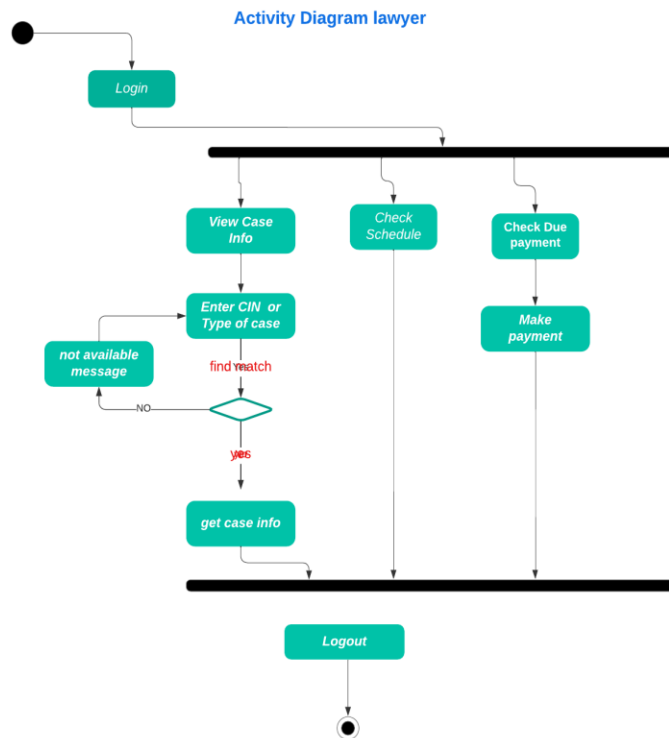 Activity Diagram lawyer
Login
View Case
Info
Check
Schedule
Check Due
payment
Enter CIN or
Type of case
Make
payment
not available
message
find match
NO
yes
get case info
Logout